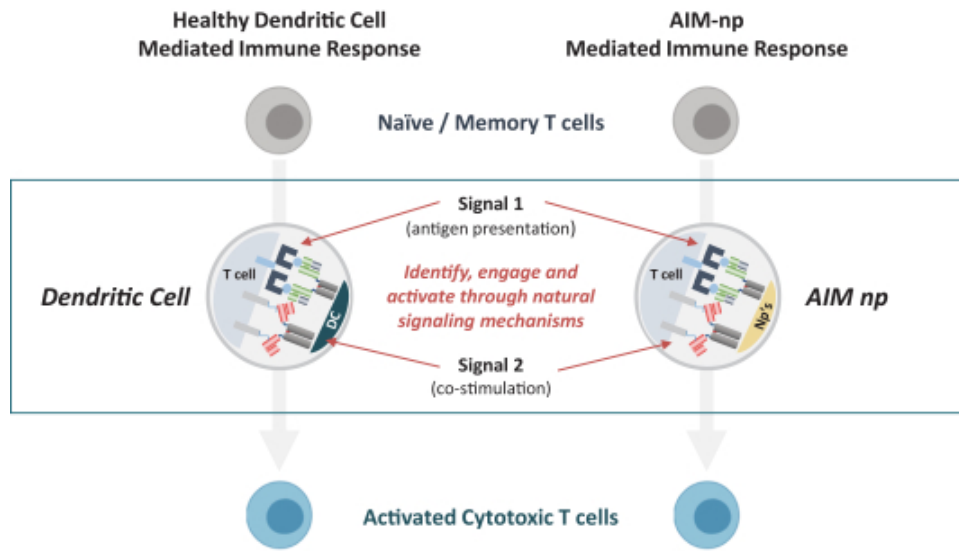 Healthy Dendritic Cell
Mediated Immune Response
AIM-np
Mediated Immune Response
Naïve / Memory T cells
Signal 1
(antigen presentation)
T cell
DC
Dendritic Cell
Identify, engage and
activate through natural
signaling mechanisms
T cell
Np's
AIM np
Signal 2
(co-stimulation)
Activated Cytotoxic T cells